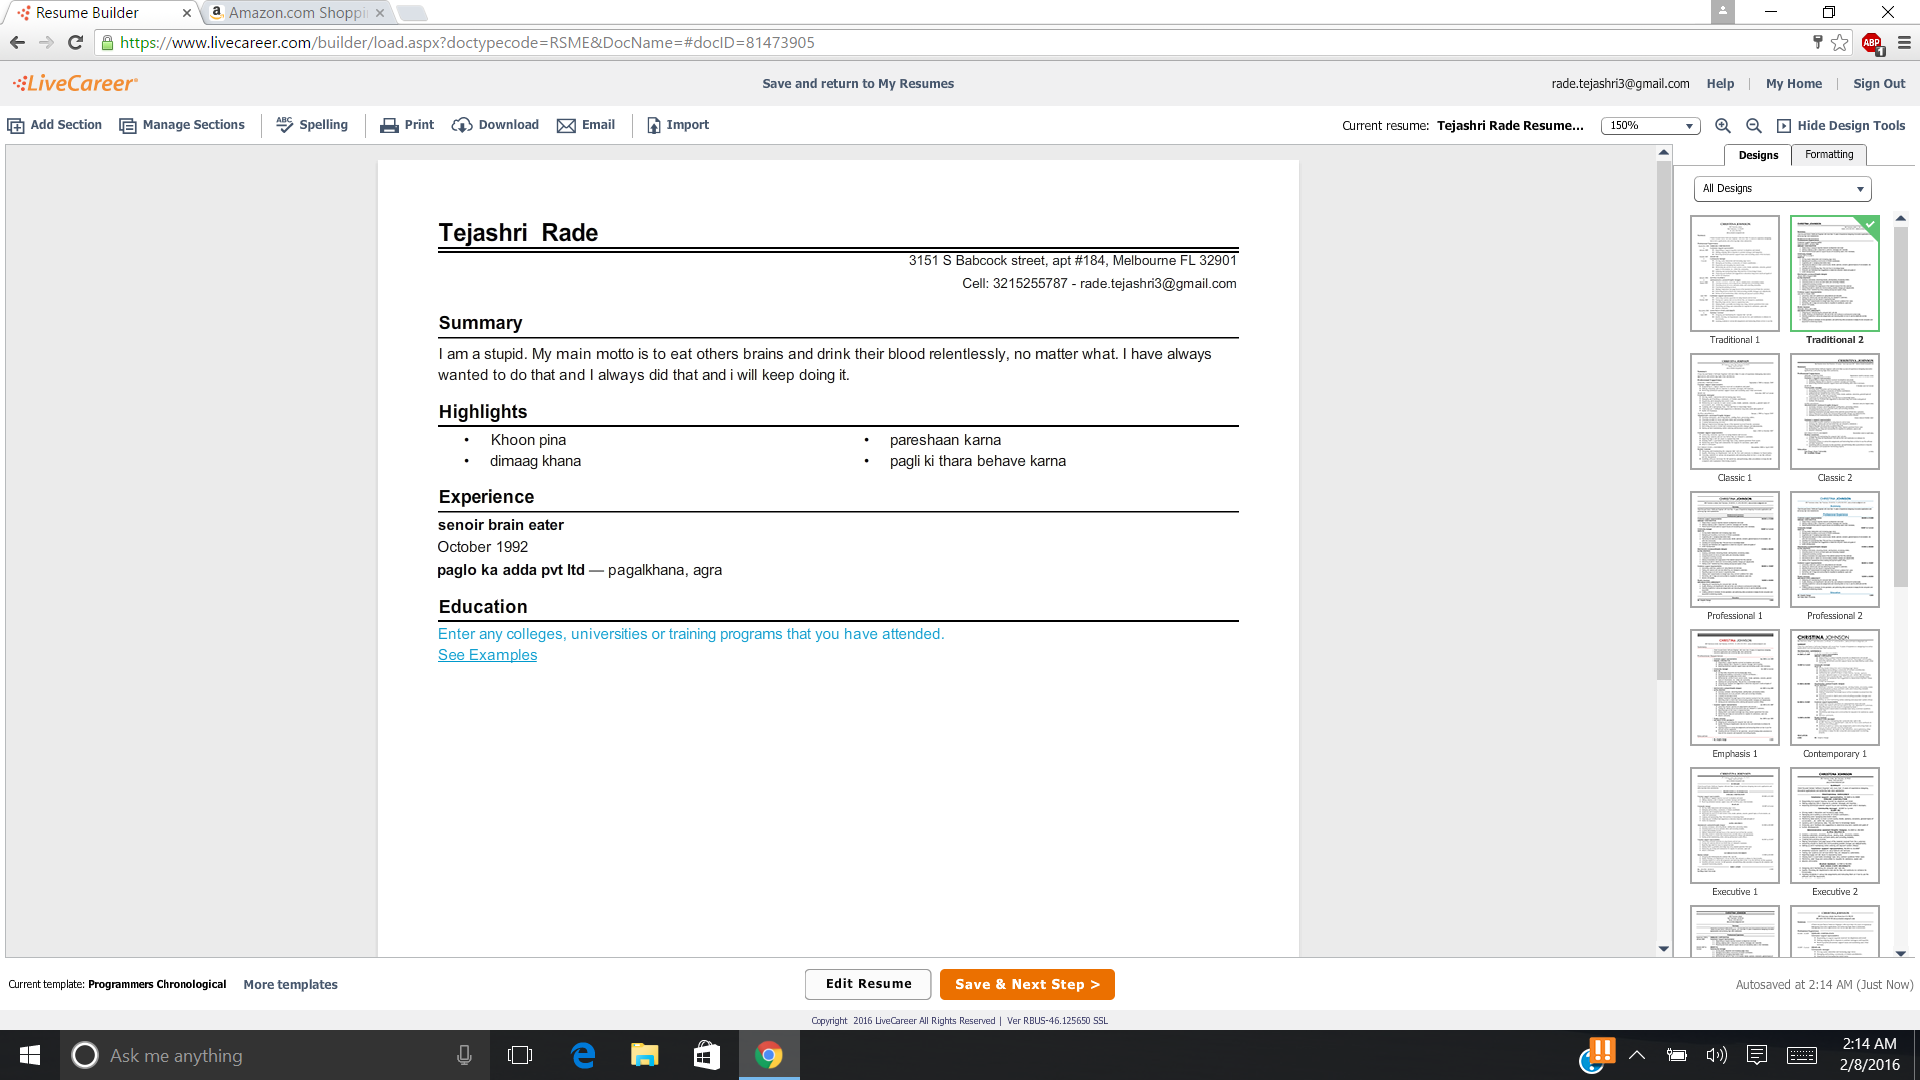 Resume Builder
Amazon.com Shoppi
https://www.livecareer.com/builder/load.aspx?doctypecode=RSME&DocName=#docID=81473905
ABP
1
LiveCareer
Save and return to My Resumes
rade.tejashri3@gmail.com Help | My Home | Sign Out
Add Section Manage Sections ABC Spelling Print Download Email Import
Current resume: Tejashri Rade Resume... 150% Hide Design Tools
Designs Formatting
All Designs
Tejashri Rade
3151 S Babcock street, apt #184, Melbourne FL 32901
Cell: 3215255787 - rade.tejashri3@gmail.com
Summary
I am a stupid. My main motto is to eat others brains and drink their blood relentlessly, no matter what. I have always
wanted to do that and I always did that and i will keep doing it.
Highlights
• Khoon pina
• dimaag khana
• pareshaan karna
• pagli ki thara behave karna
Experience
senoir brain eater
October 1992
paglo ka adda pvt ltd — pagalkhana, agra
Education
Enter any colleges, universities or training programs that you have attended.
See Examples
Traditional 1 Traditional 2
Classic 1 Classic 2
Professional 1 Professional 2
Emphasis 1 Contemporary 1
Executive 1 Executive 2
Current template: Programmers Chronological More templates
Edit Resume Save & Next Step >
Autosaved at 2:14 AM (Just Now)
Copyright 2016 LiveCareer All Rights Reserved | Ver RBUS-46.125650 SSL
Ask me anything
2:14 AM
2/8/2016